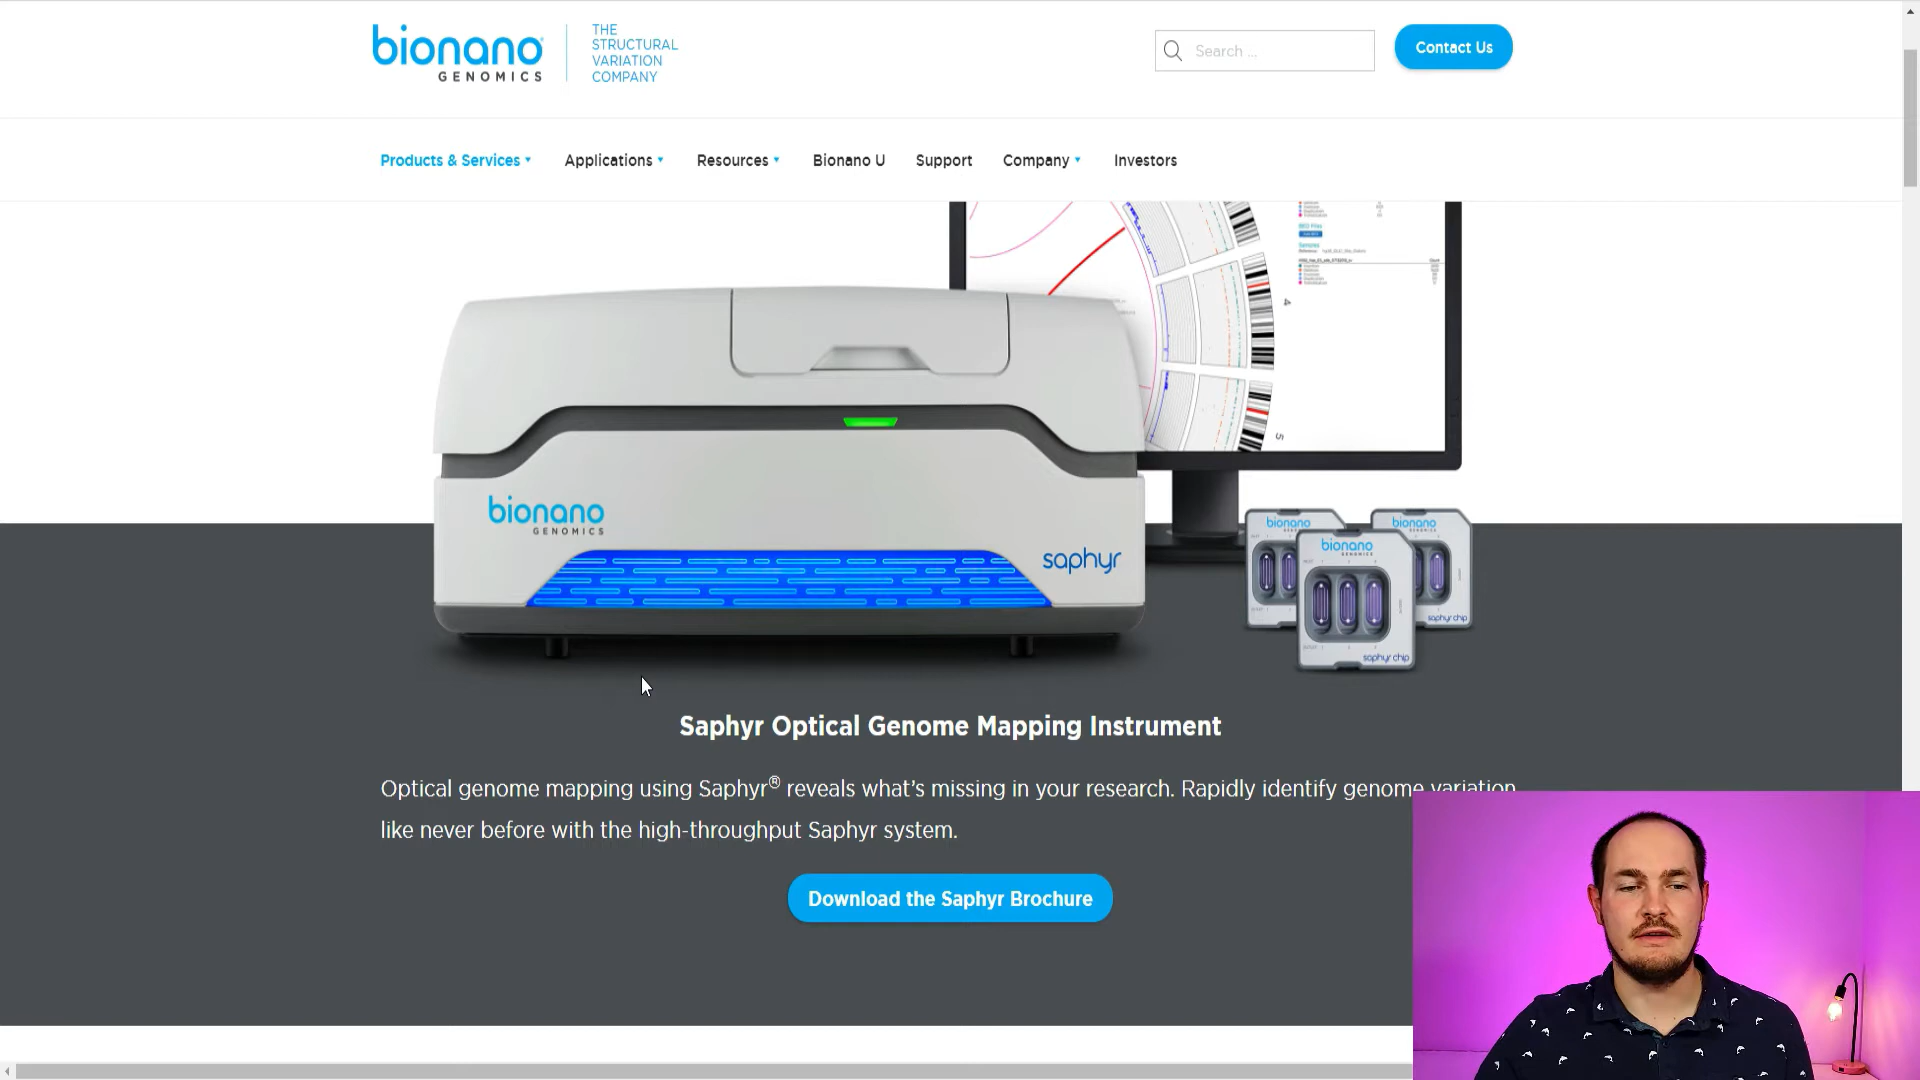 bionano
GENOMICS
THE
STRUCTURAL
VARIATION
COMPANY
Search ...
Contact Us
Products & Services
Applications
Resources
Bionano U
Support
Company
Investors
4
5
bionano
GENOMICS
saphyr
bionano
bionano
bionano
GENOMICS
saphyr chip
saphyr chip
Saphyr Optical Genome Mapping Instrument
Optical genome mapping using Saphyr® reveals what's missing in your research. Rapidly identify genome variation
like never before with the high-throughput Saphyr system.
Download the Saphyr Brochure